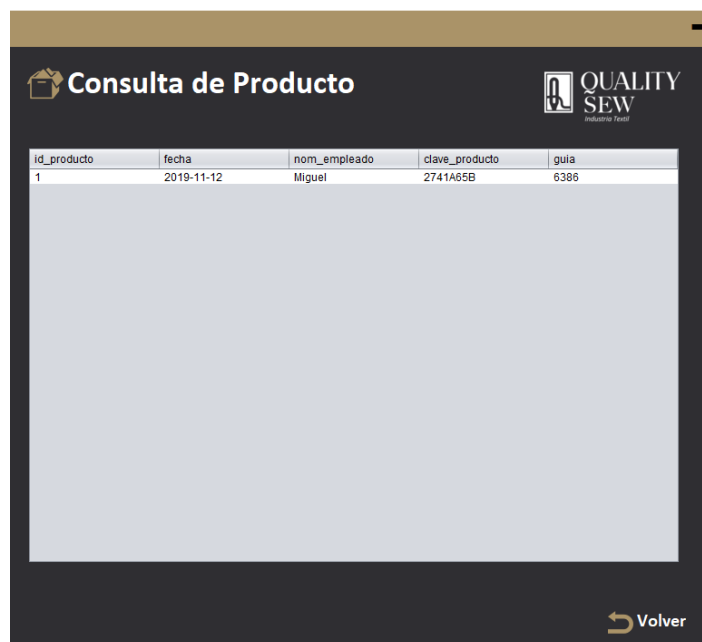 Consulta de Producto
QUALITY
SEW
Industria Textil
id_producto fecha nom_empleado clave_producto guia
1 2019-11-12 Miguel 2741A65B 6386
Volver